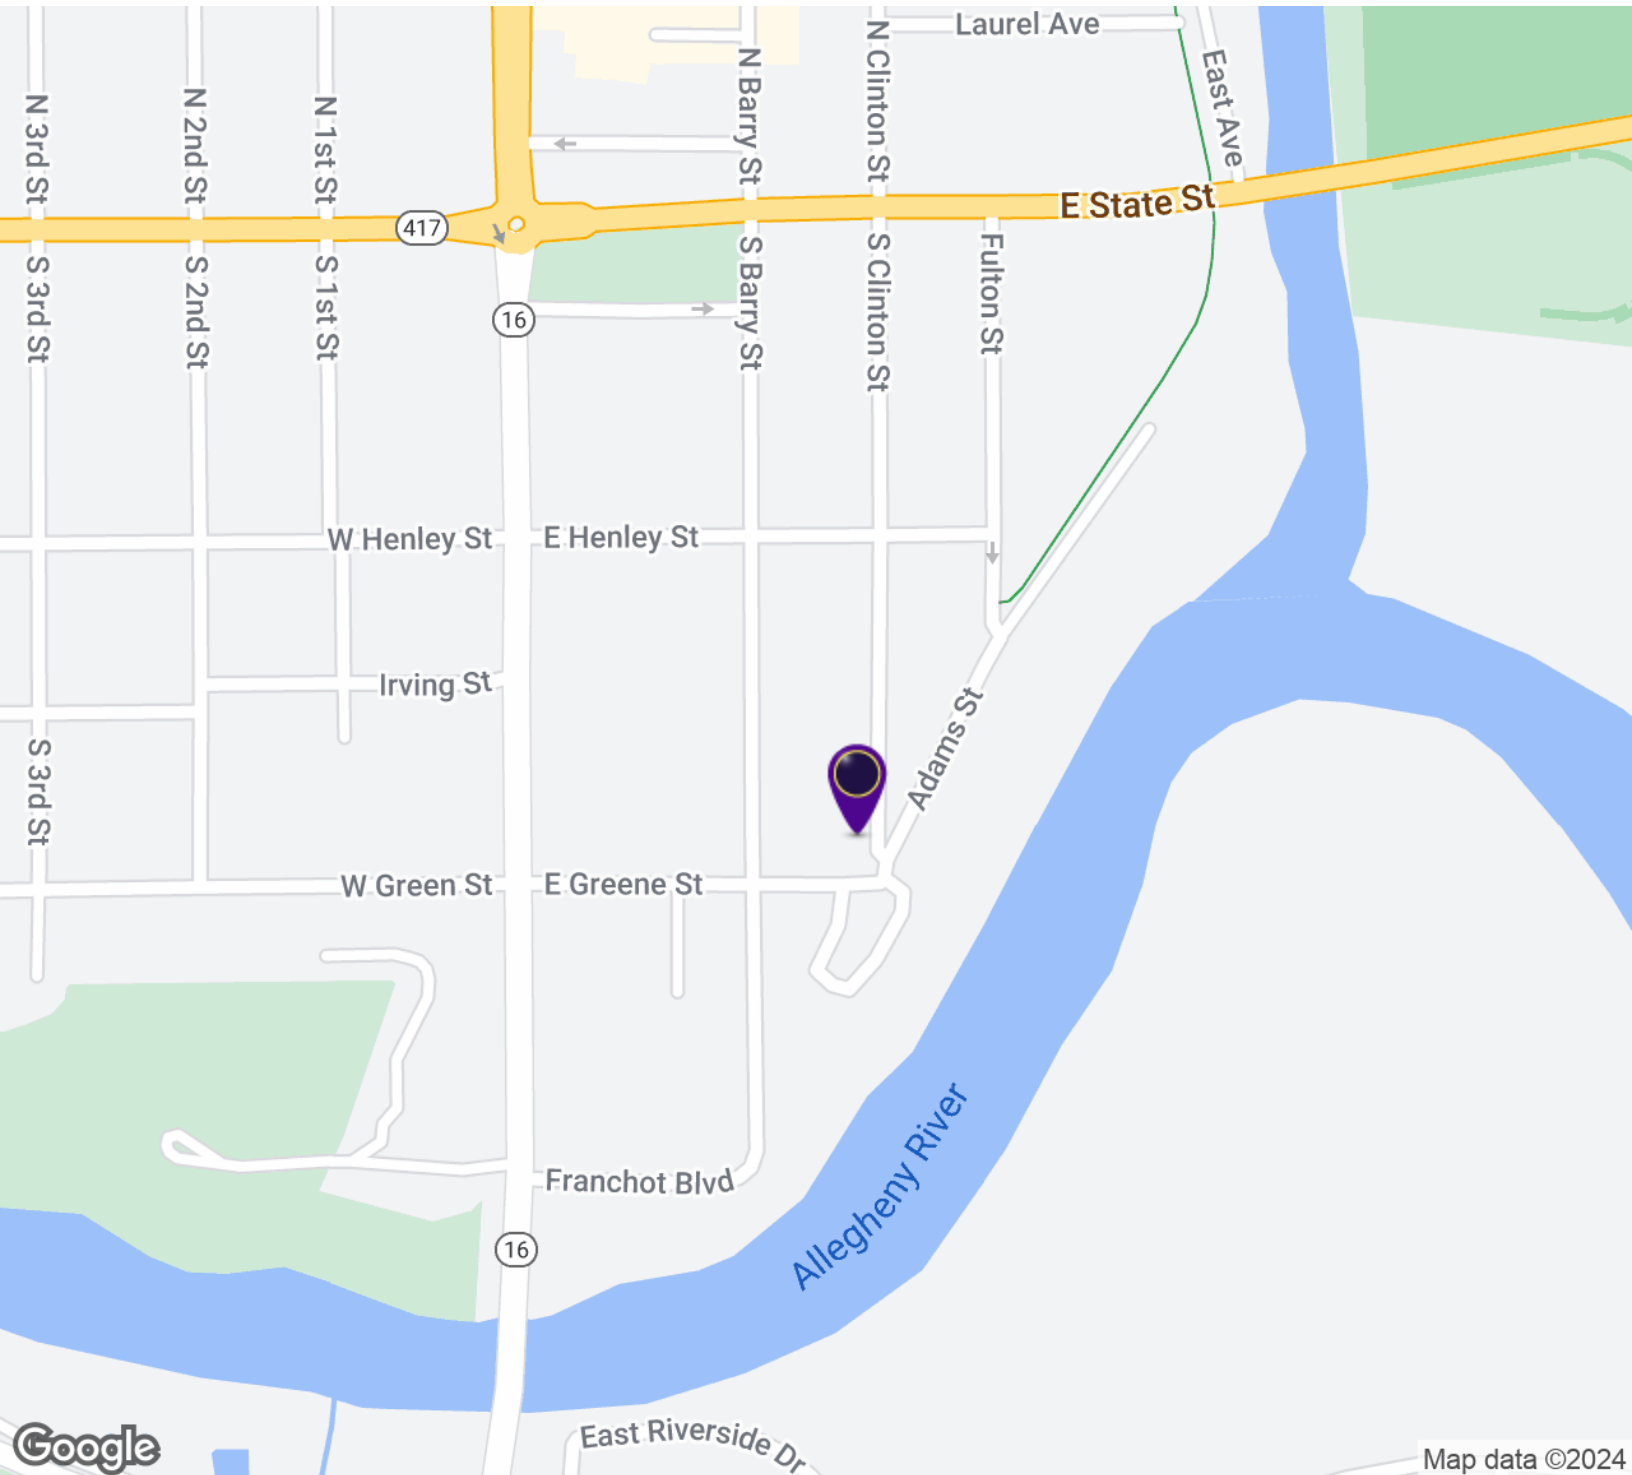 Laurel Ave
N 3rd St
N 2nd St
N 1st St
N Barry St
N Clinton St
East Ave
E State St
417
S 3rd St
S 2nd St
S 1st St
16
S Barry St
S Clinton St
Fulton St
W Henley St
E Henley St
Irving St
Adams St
S 3rd St
W Green St
E Greene St
Franchot Blvd
Allegheny River
16
East Riverside Dr
Google
Map data ©2024